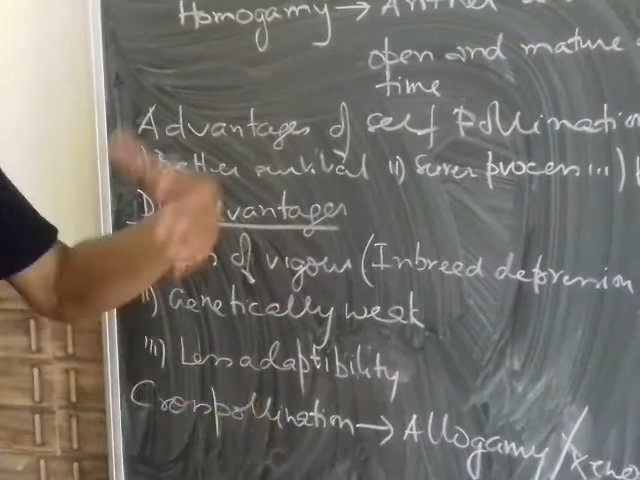 Homogamy → Anther
open and mature
time
Advantages of self Pollination
i) Better survival ii) Surer process iii)
vantages
of vigour (Inbreed depression
ii) Genetically weak
iii) Less adaptibility
Crosspollination → Allogamy/Xeno